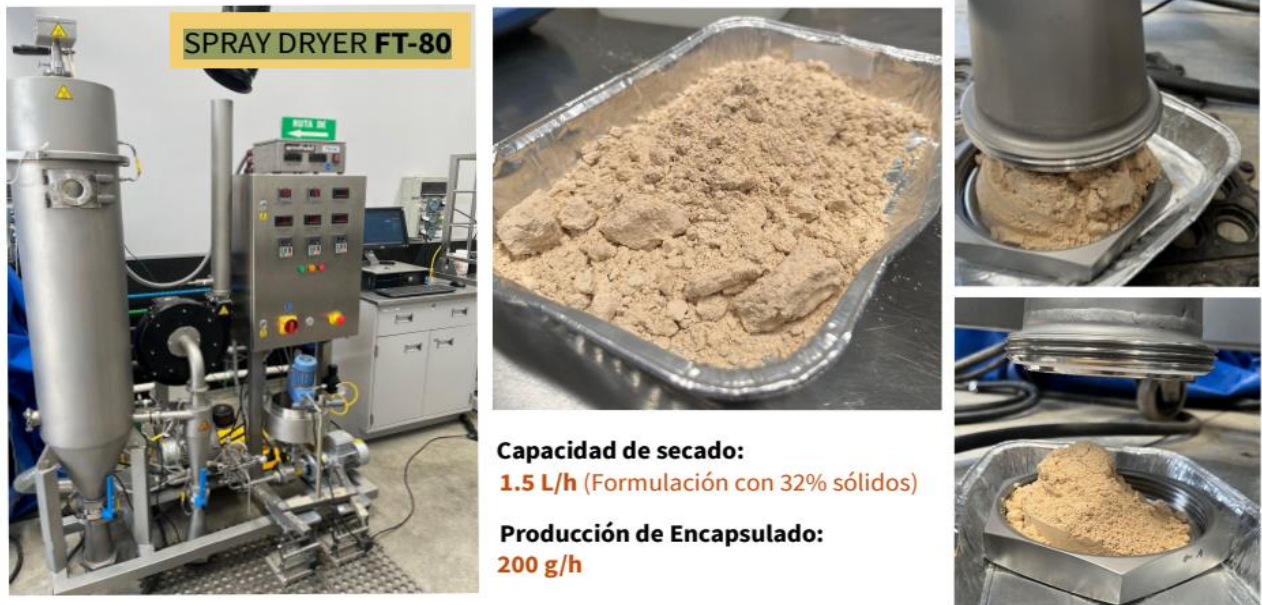 SPRAY DRYER FT-80
RUTA DE
Capacidad de secado:
1.5 L/h (Formulación con 32% sólidos)
Producción de Encapsulado:
200 g/h